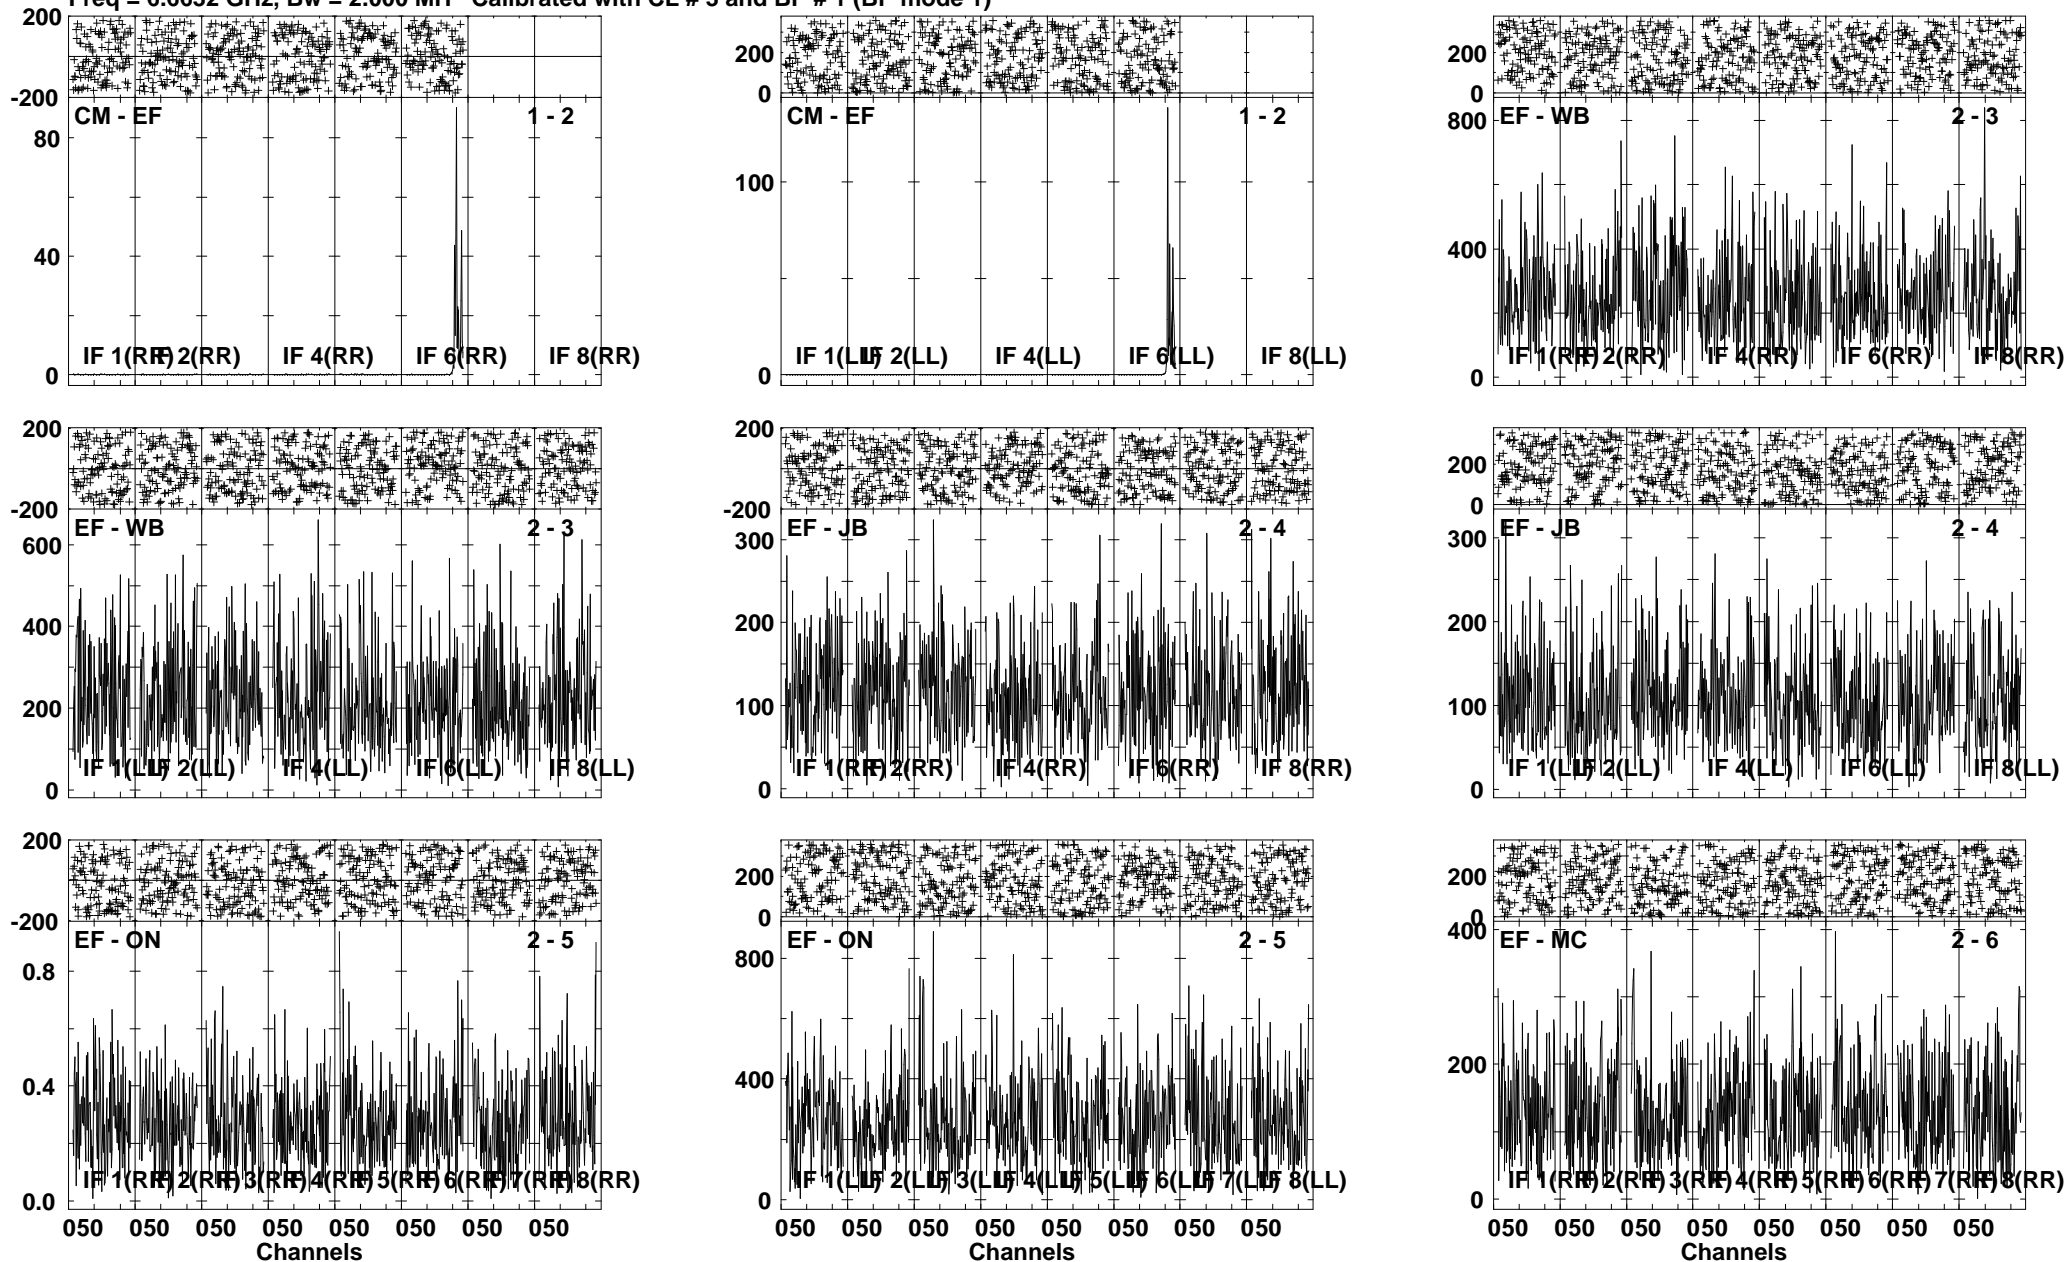 Freq = 6.6652 GHz, Bw = 2.000 MH Calibrated with CL # 3 and BP # 1 (BP mode 1)
200
-200
CM - EF 1 - 2
80
40
0
IF 1(RR) IF 2(RR) IF 4(RR) IF 6(RR) IF 8(RR)
200
0
CM - EF 1 - 2
100
0
IF 1(LL) IF 2(LL) IF 4(LL) IF 6(LL) IF 8(LL)
200
0
EF - WB 2 - 3
800
400
0
IF 1(RR) IF 2(RR) IF 4(RR) IF 6(RR) IF 8(RR)
200
-200
EF - WB 2 - 3
600
400
200
0
IF 1(LL) IF 2(LL) IF 4(LL) IF 6(LL) IF 8(LL)
200
-200
EF - JB 2 - 4
300
200
100
0
IF 1(RR) IF 2(RR) IF 4(RR) IF 6(RR) IF 8(RR)
200
0
EF - JB 2 - 4
300
200
100
0
IF 1(LL) IF 2(LL) IF 4(LL) IF 6(LL) IF 8(LL)
200
-200
EF - ON 2 - 5
0.8
0.4
0.0
IF 1(RR) IF 2(RR) IF 3(RR) IF 4(RR) IF 5(RR) IF 6(RR) IF 7(RR) IF 8(RR)
050 050 050 050 050 050 050 050
Channels
200
0
EF - ON 2 - 5
800
400
0
IF 1(LL) IF 2(LL) IF 3(LL) IF 4(LL) IF 5(LL) IF 6(LL) IF 7(LL) IF 8(LL)
050 050 050 050 050 050 050 050
Channels
200
0
EF - MC 2 - 6
400
200
0
IF 1(RR) IF 2(RR) IF 3(RR) IF 4(RR) IF 5(RR) IF 6(RR) IF 7(RR) IF 8(RR)
050 050 050 050 050 050 050 050
Channels